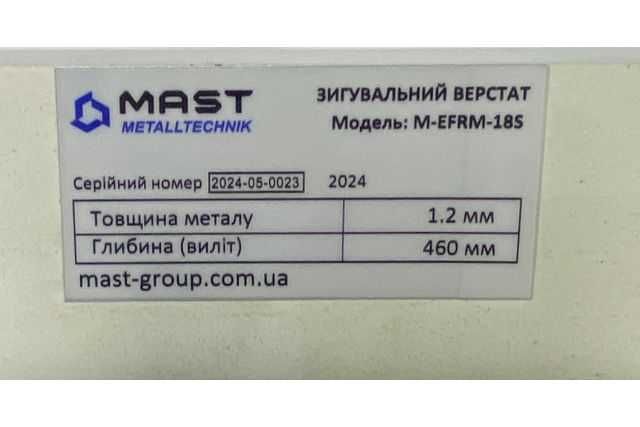 MAST
METALLTECHNIK
ЗИГУВАЛЬНИЙ ВЕРСТАТ
Модель: M-EFRM-18S
Серійний номер 2024-05-0023 2024
Товщина металу 1.2 мм
Глибина (виліт) 460 мм
mast-group.com.ua